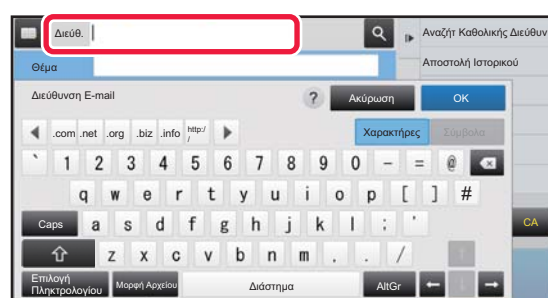 Διεύθ.
Αναζήτ Καθολικής Διεύθυν
Θέμα
Αποστολή Ιστορικού
Διεύθυνση E-mail
? Ακύρωση OK
.com .net .org .biz .info http:/
/
Χαρακτήρες Σύμβολα
` 1 2 3 4 5 6 7 8 9 0 - = @
q w e r t y u i o p [ ] #
Caps a s d f g h j k l ; '
CA
z x c v b n m , . /
Επιλογή
Πληκτρολογίου
Μορφή Αρχείου Διάστημα AltGr